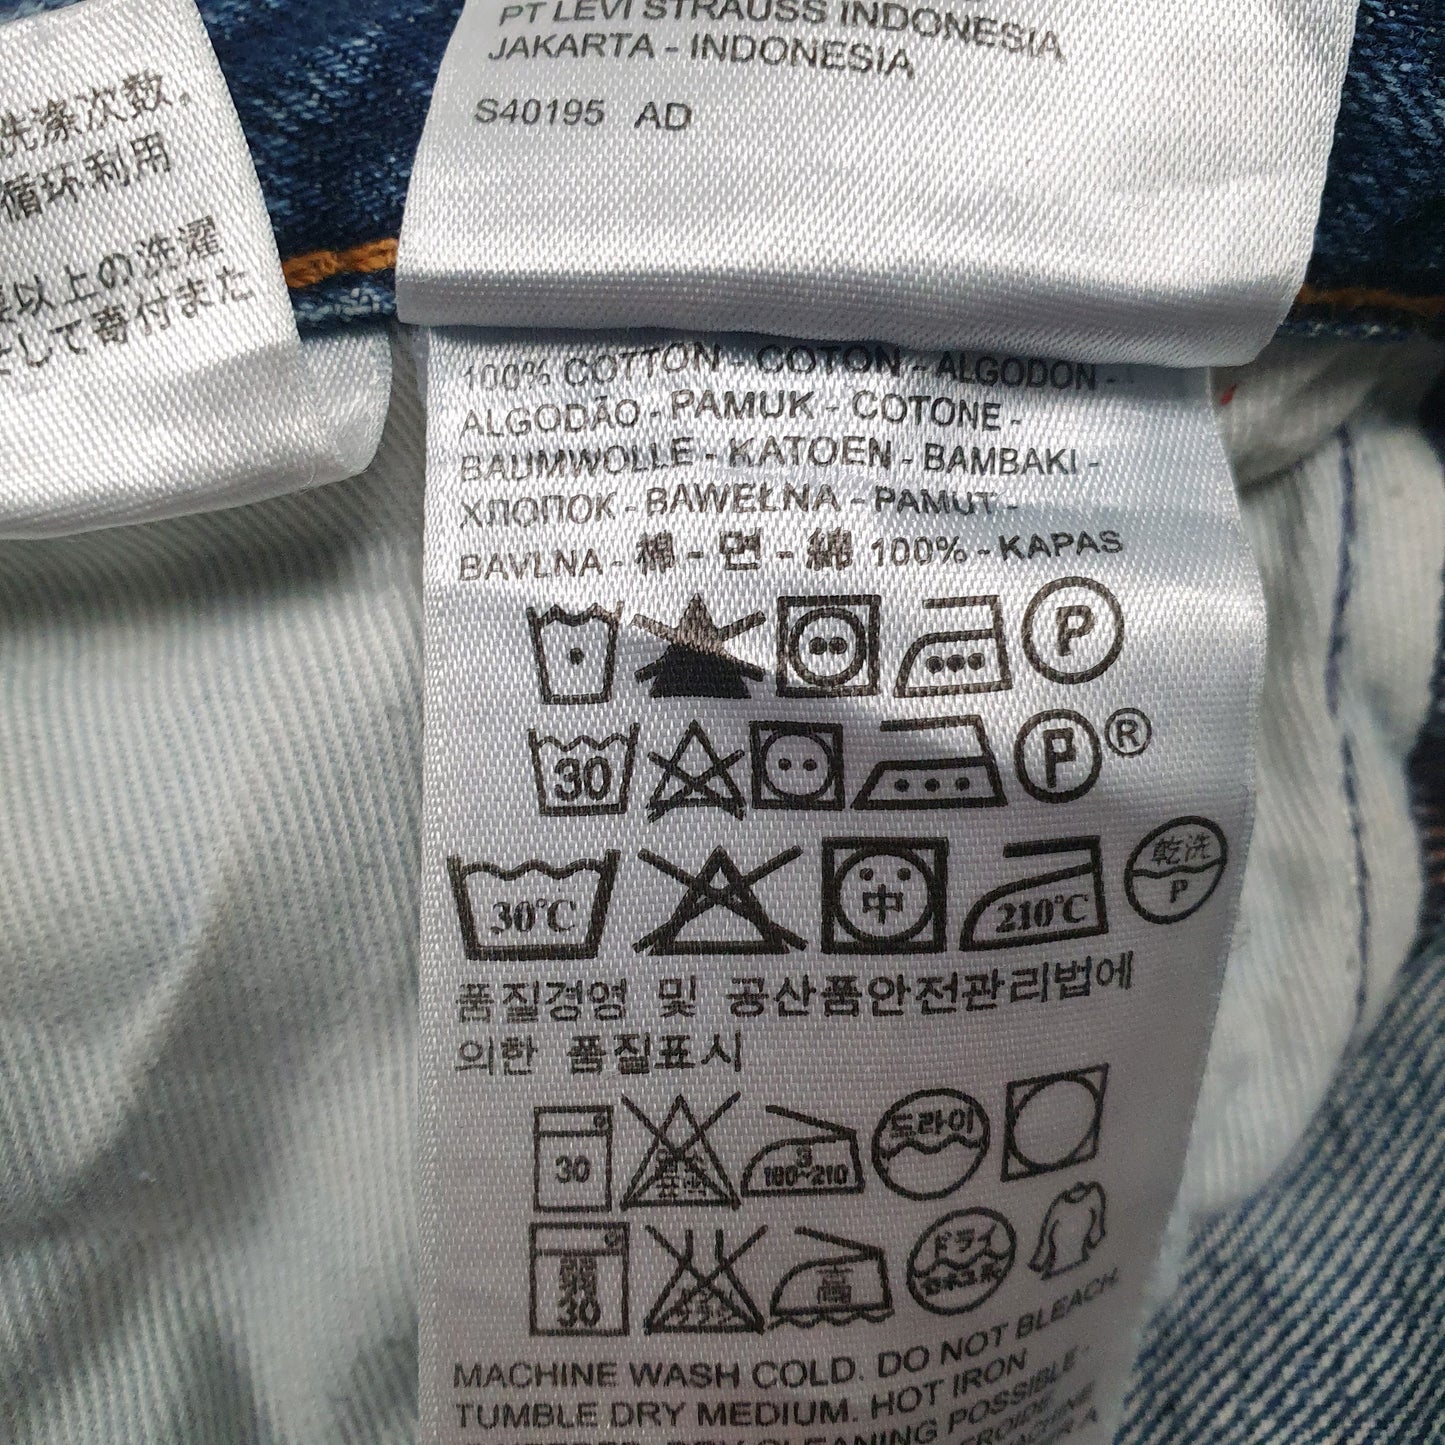 洗涤次数。
循环利用
以上の洗濯
して寄付また
PT LEVI STRAUSS INDONESIA
JAKARTA - INDONESIA
S40195 AD
100% COTTON - COTON - ALGODON -
ALGODÃO - PAMUK - COTONE -
BAUMWOLLE - KATOEN - BAMBAKI -
ХЛОПОК - BAWEŁNA - PAMUT -
BAVLNA - 棉 - 면 - 綿 100% - KAPAS
P
30 P ®
30℃ 中 210℃ 乾洗 P
품질경영 및 공산품안전관리법에
의한 품질표시
30 3 180~210 드라이
30 高 ドライ
MACHINE WASH COLD. DO NOT BLEACH.
TUMBLE DRY MEDIUM. HOT IRON
CLEANING POSSIBLE -